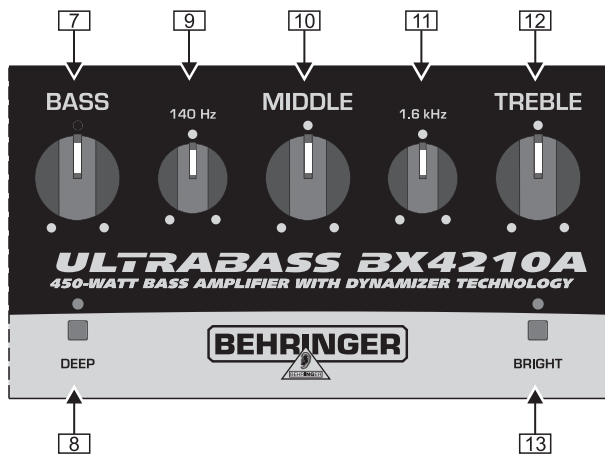 7 9 10 11 12
BASS 140 Hz MIDDLE 1.6 kHz TREBLE
ULTRABASS BX4210A
450-WATT BASS AMPLIFIER WITH DYNAMIZER TECHNOLOGY
BEHRINGER
BEHRINGER
DEEP BRIGHT
8 13